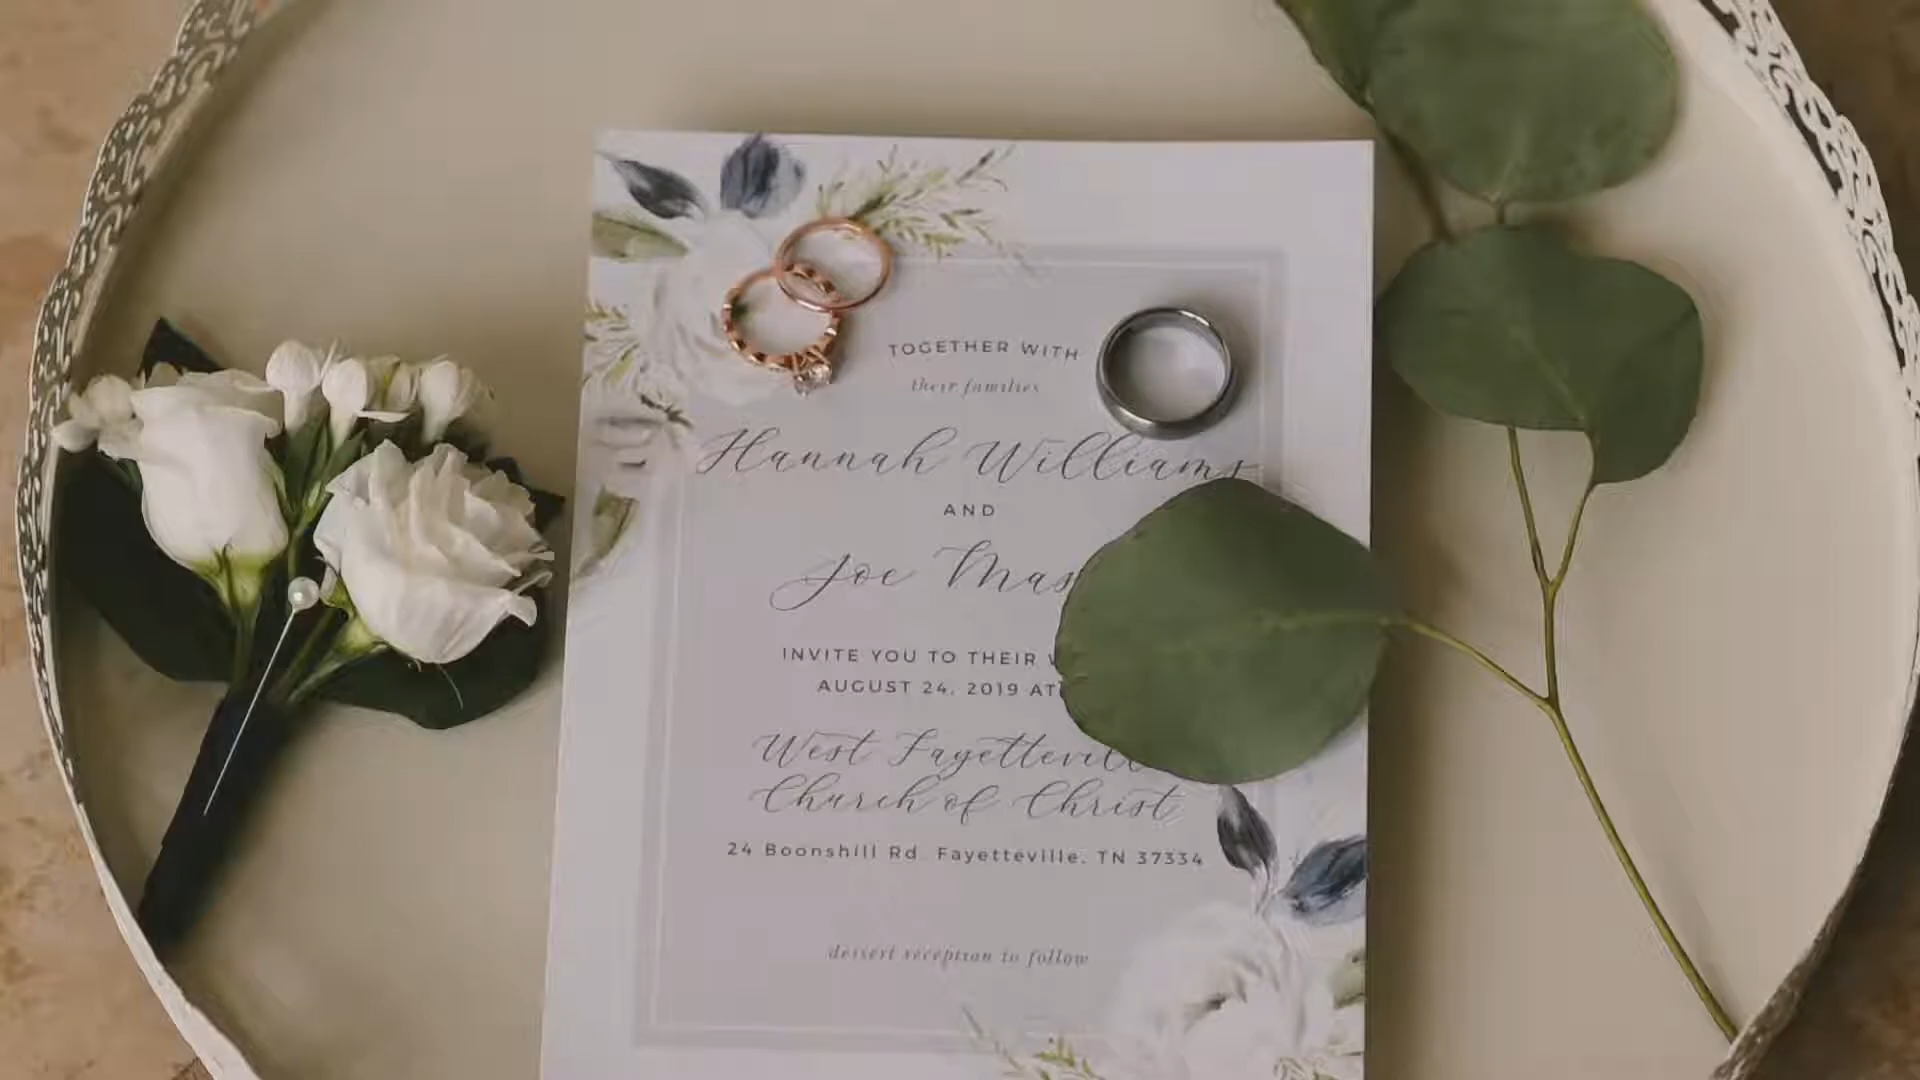 TOGETHER WITH
their families
Hannah Williams
AND
Joe
INVITE YOU TO THEIR
AUGUST 24, 2019 AT
West Fayetteville
Church of Christ
24 Boonshill Rd. Fayetteville, TN 37334
dessert reception to follow